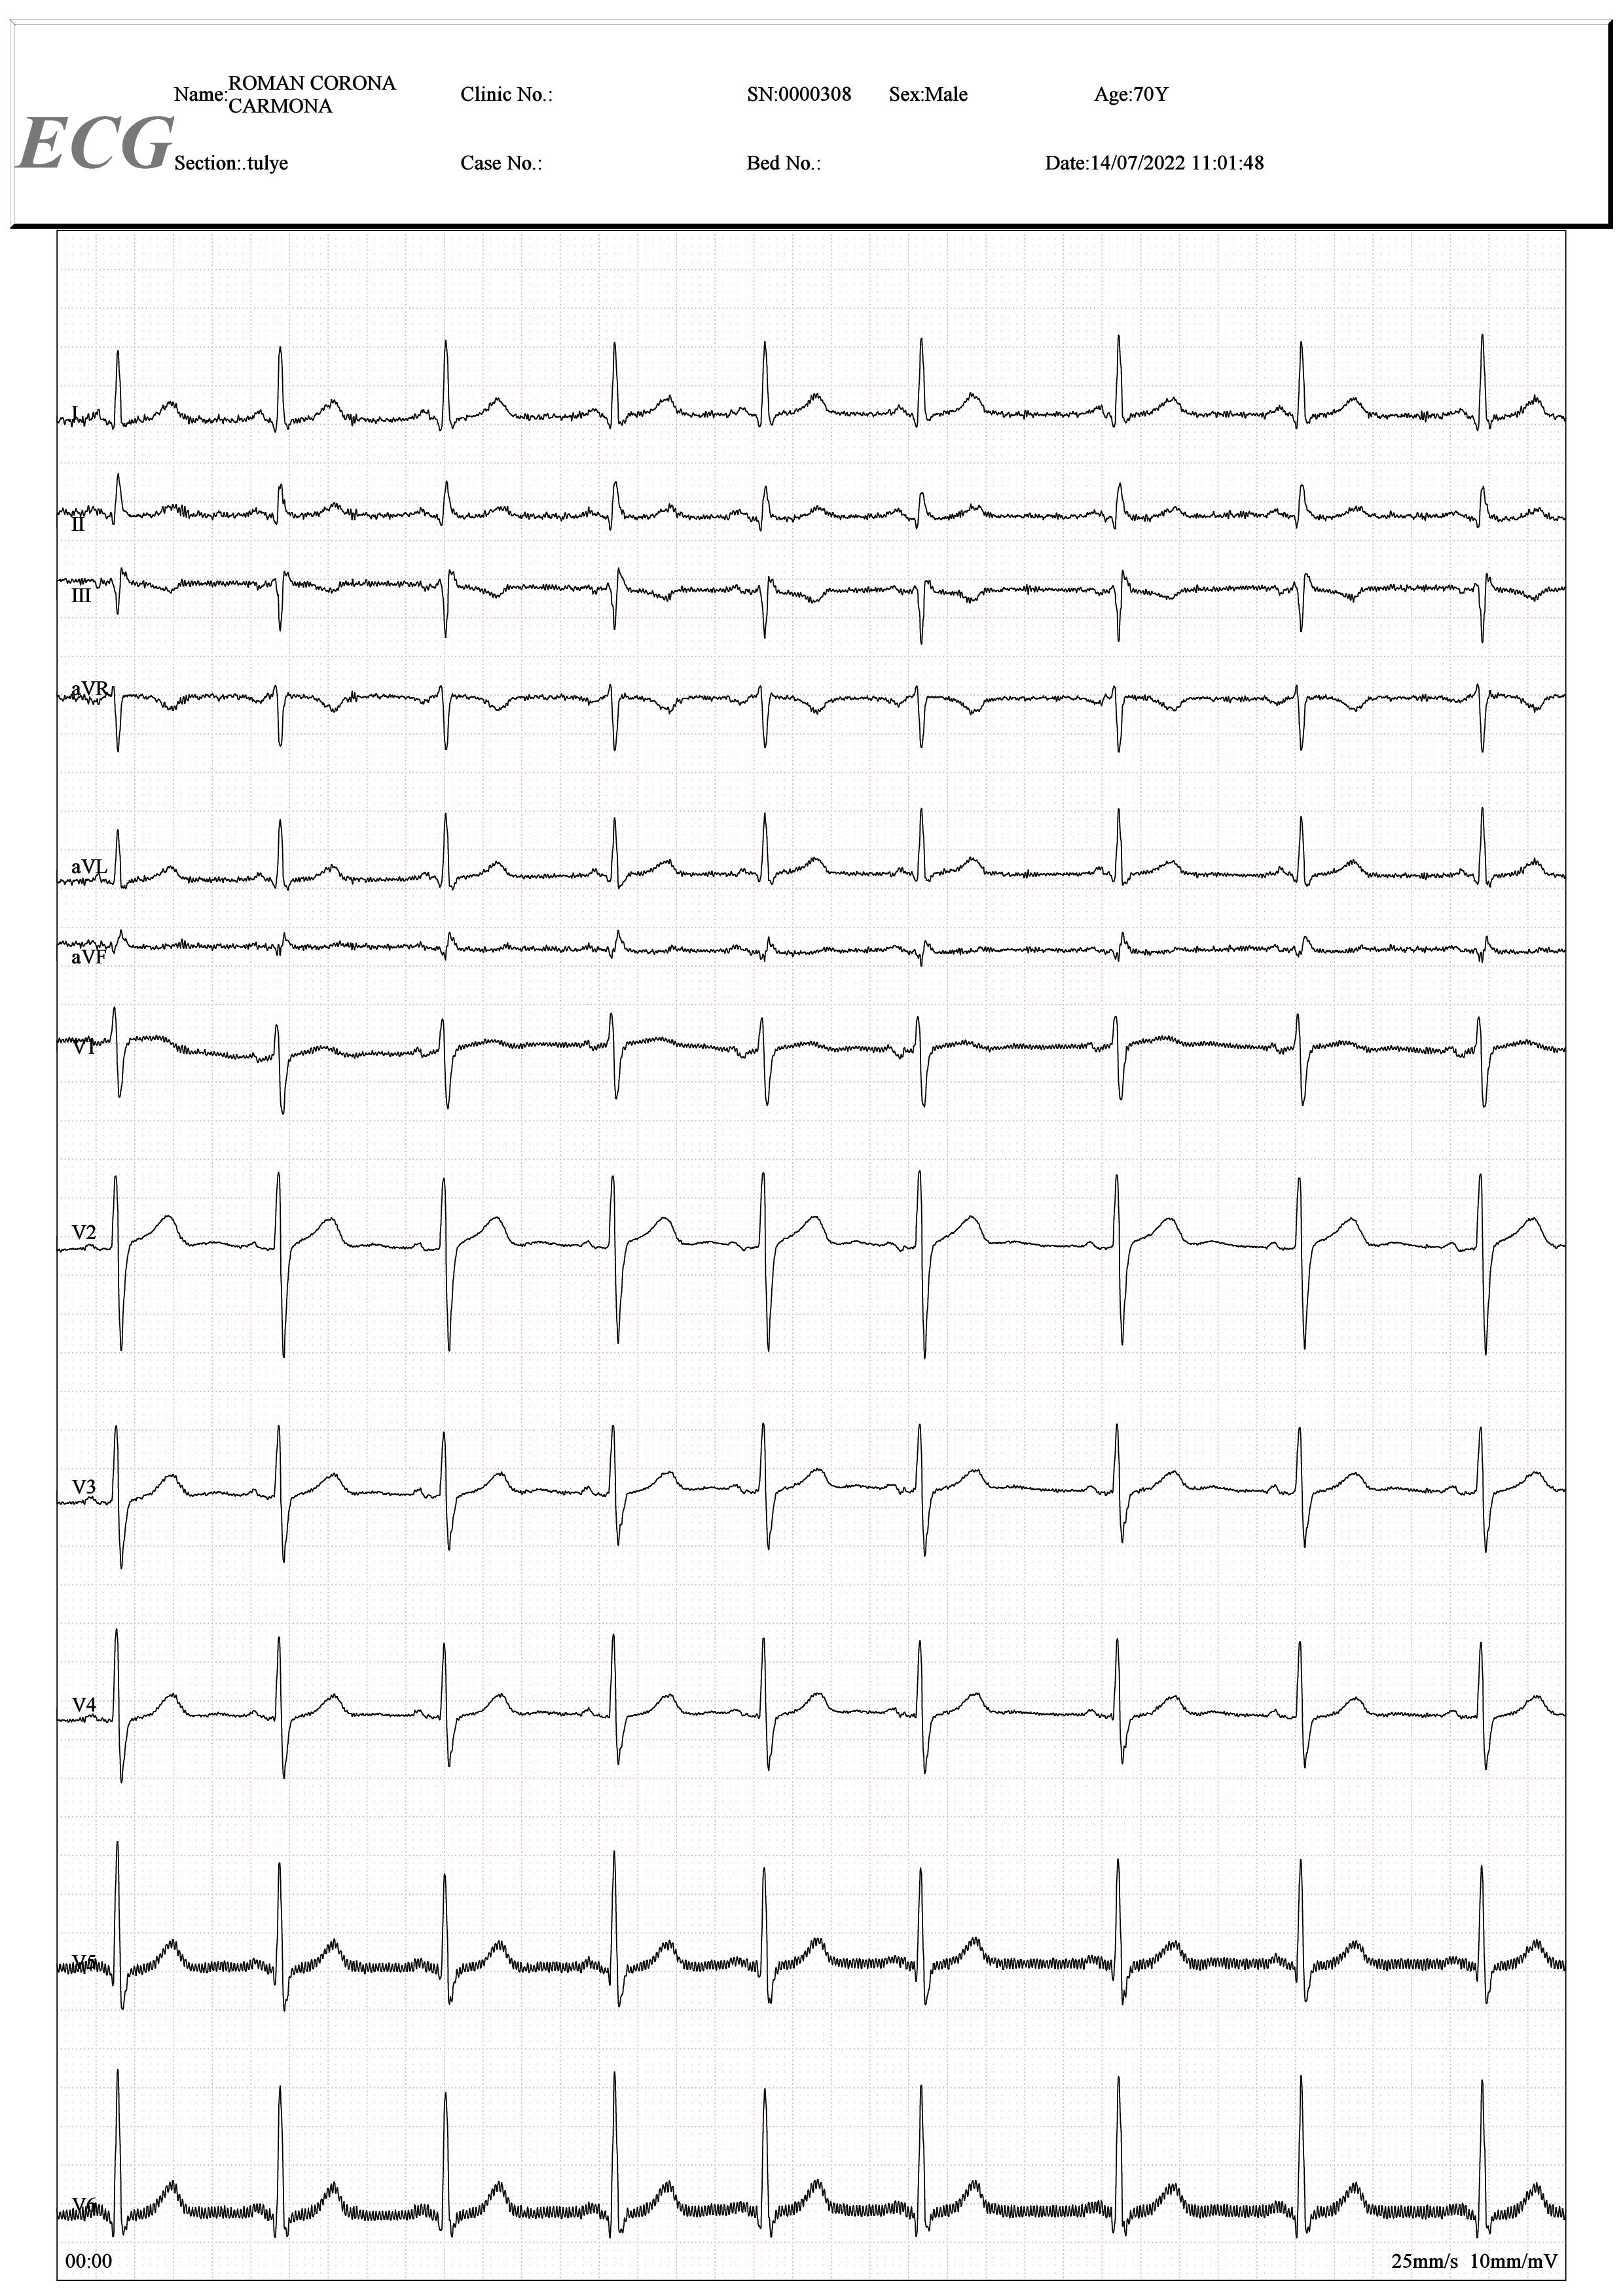 ECG
Name:ROMAN CORONA CARMONA Clinic No.: SN:0000308 Sex:Male Age:70Y
Section:.tulye Case No.: Bed No.: Date:14/07/2022 11:01:48
I
II
III
aVR
aVL
aVF
V1
V2
V3
V4
V5
V6
00:00 25mm/s 10mm/mV